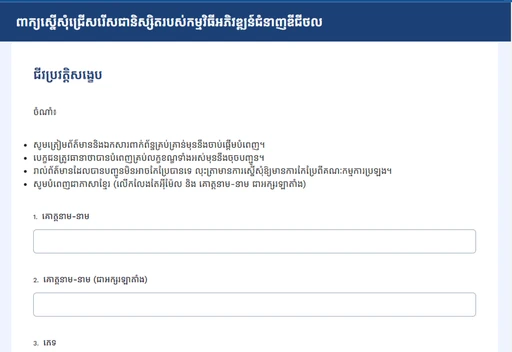 ពាក្យស្នើសុំជ្រើសរើសជានិស្សិតរបស់កម្មវិធីអភិវឌ្ឍន៍ជំនាញឌីជីថល
ជីវប្រវត្តិសង្ខេប
ចំណាំ៖
• សូមត្រៀមព័ត៌មាននិងឯកសារពាក់ព័ន្ធគ្រប់គ្រាន់មុននឹងចាប់ផ្តើមបំពេញ។
• បេក្ខជនត្រូវធានាថាបានបំពេញគ្រប់លក្ខខណ្ឌទាំងអស់មុននឹងចុចបញ្ជូន។
• រាល់ព័ត៌មានដែលបានបញ្ជូនមិនអាចកែប្រែបានទេ លុះត្រាមានការស្នើសុំឱ្យមានការកែប្រែពីគណៈកម្មការប្រឡង។
• សូមបំពេញជាភាសាខ្មែរ (លើកលែងតែអ៊ីម៉ែល និង គោត្តនាម-នាម ជាអក្សរឡាតាំង)
1. គោត្តនាម-នាម
2. គោត្តនាម-នាម (ជាអក្សរឡាតាំង)
3. ភេទ